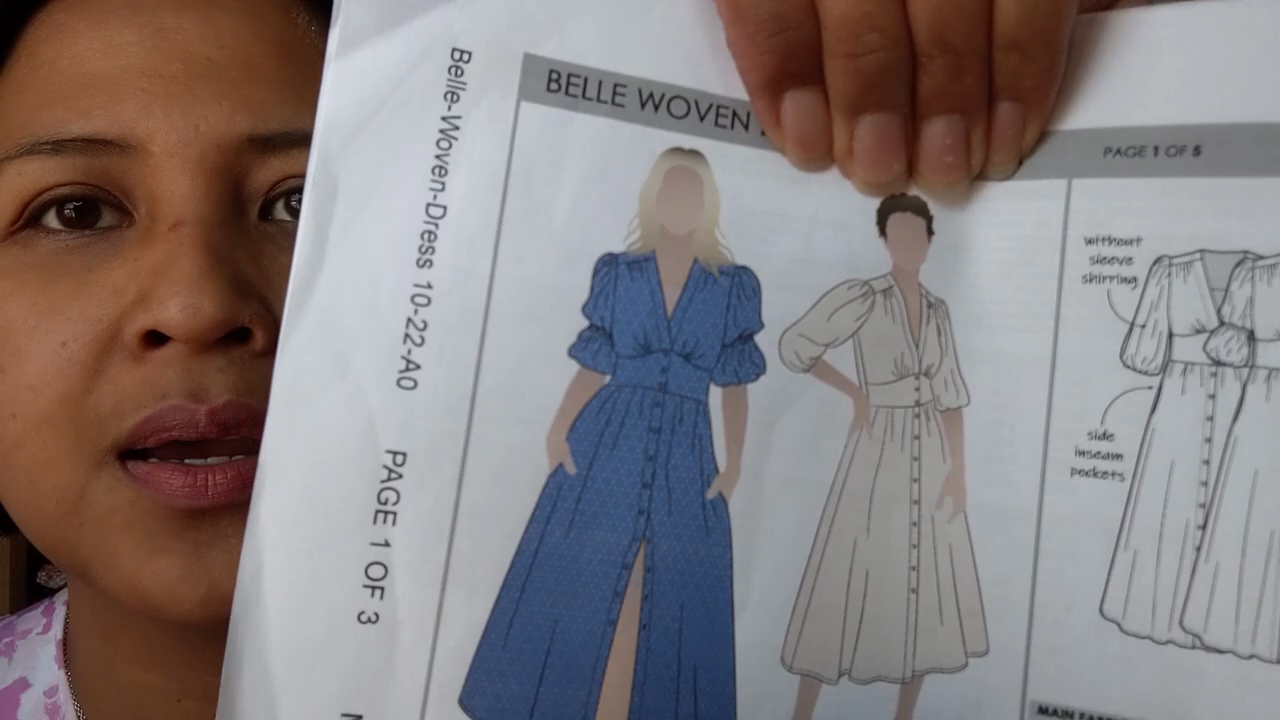 Belle-Woven-Dress 10-22-A0
PAGE 1 OF 3
BELLE WOVEN
PAGE 1 OF 5
without
sleeve
shirring
side
inseam
pockets
MAIN